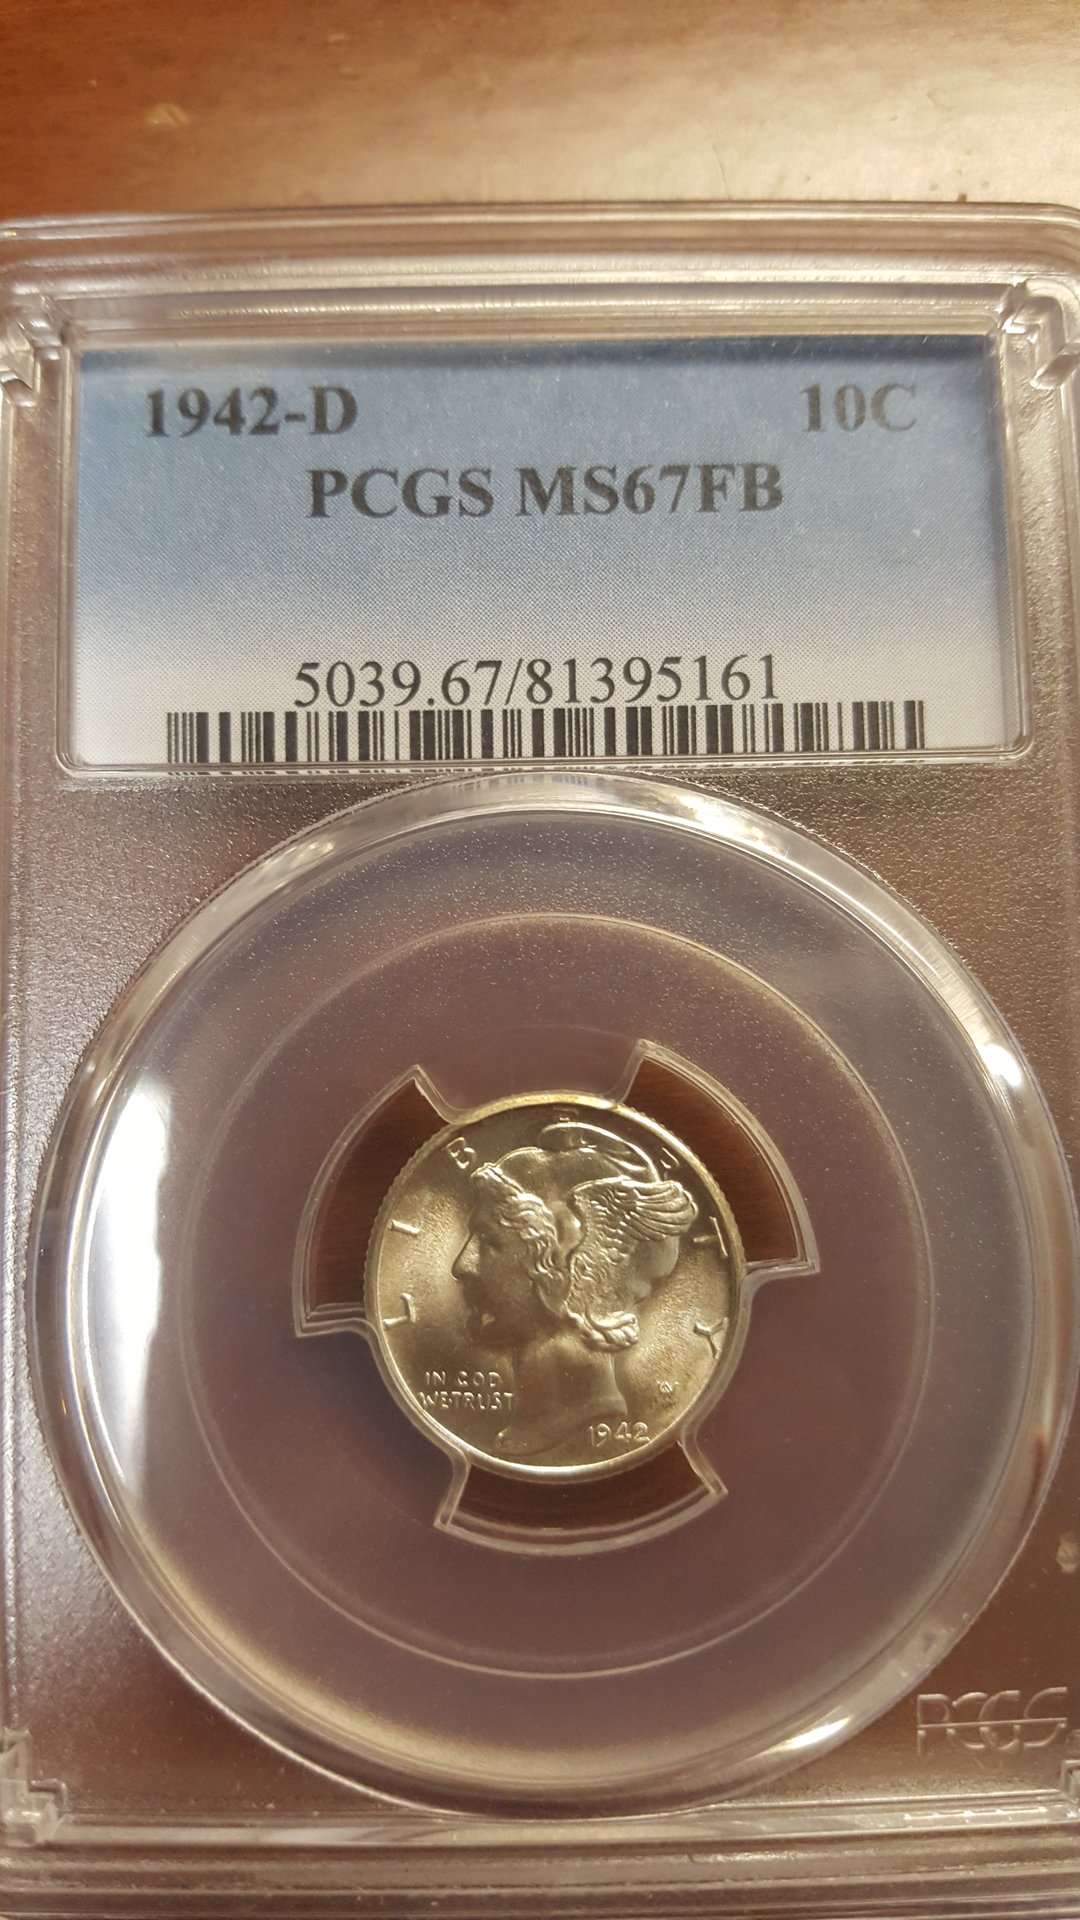 1942-D 10C
PCGS MS67FB
5039.67/81395161
LIBERTY
IN GOD
WE TRUST
1942
PCGS